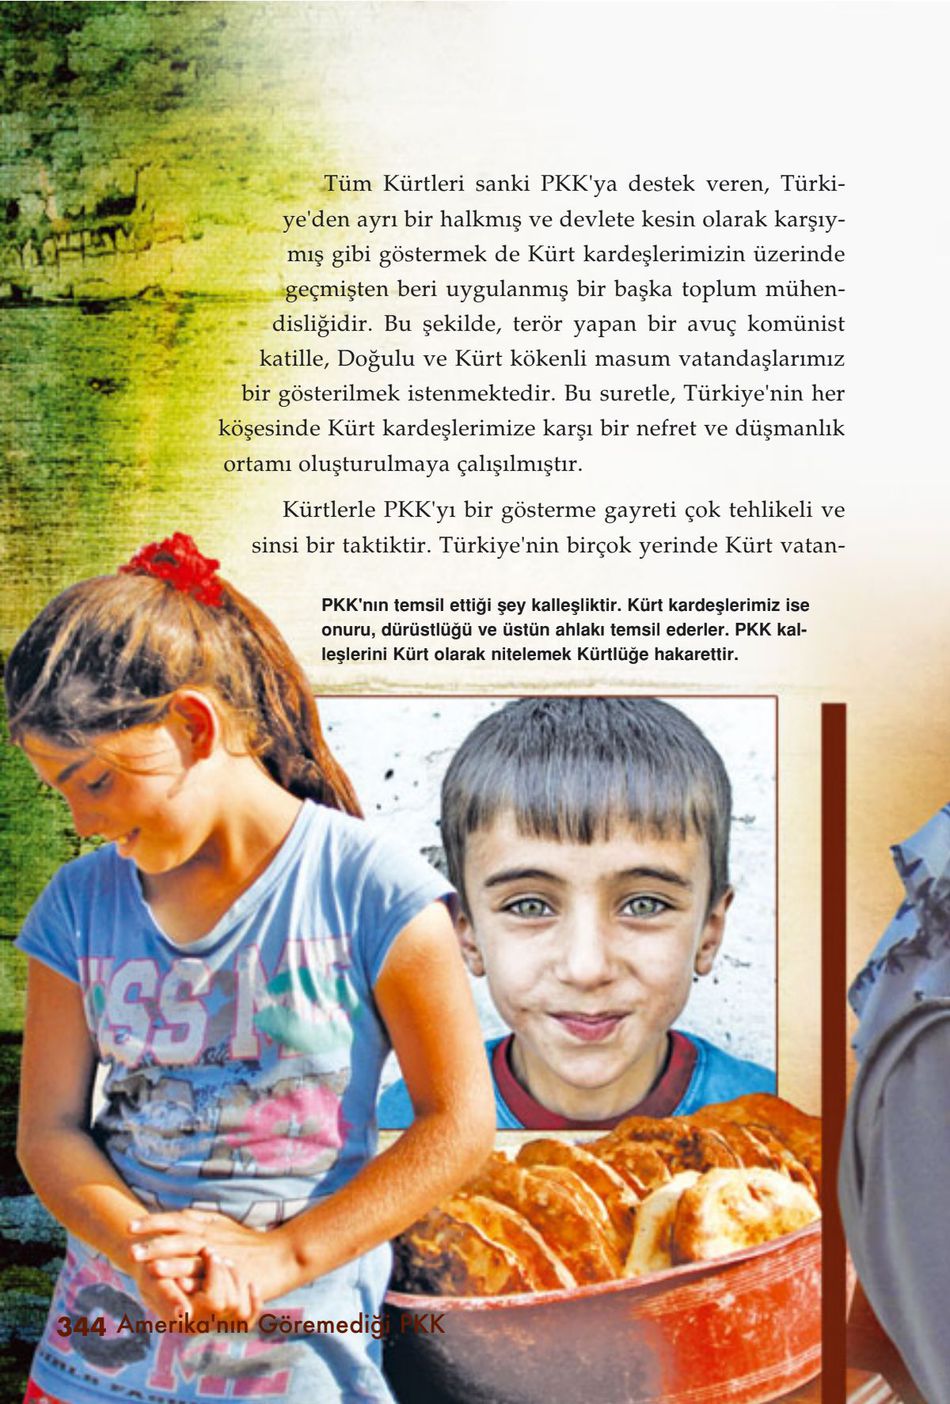 Tüm Kürtleri sanki PKK'ya destek veren, Türki-
ye'den ayrı bir halkmış ve devlete kesin olarak karşıy-
mış gibi göstermek de Kürt kardeşlerimizin üzerinde
geçmişten beri uygulanmış bir başka toplum mühen-
disliğidir. Bu şekilde, terör yapan bir avuç komünist
katille, Doğulu ve Kürt kökenli masum vatandaşlarımız
bir gösterilmek istenmektedir. Bu suretle, Türkiye'nin her
köşesinde Kürt kardeşlerimize karşı bir nefret ve düşmanlık
ortamı oluşturulmaya çalışılmıştır.
Kürtlerle PKK'yı bir gösterme gayreti çok tehlikeli ve
sinsi bir taktiktir. Türkiye'nin birçok yerinde Kürt vatan-
PKK'nın temsil ettiği şey kalleşliktir. Kürt kardeşlerimiz ise
onuru, dürüstlüğü ve üstün ahlakı temsil ederler. PKK kal-
leşlerini Kürt olarak nitelemek Kürtlüğe hakarettir.
344 Amerika'nın Göremediği PKK